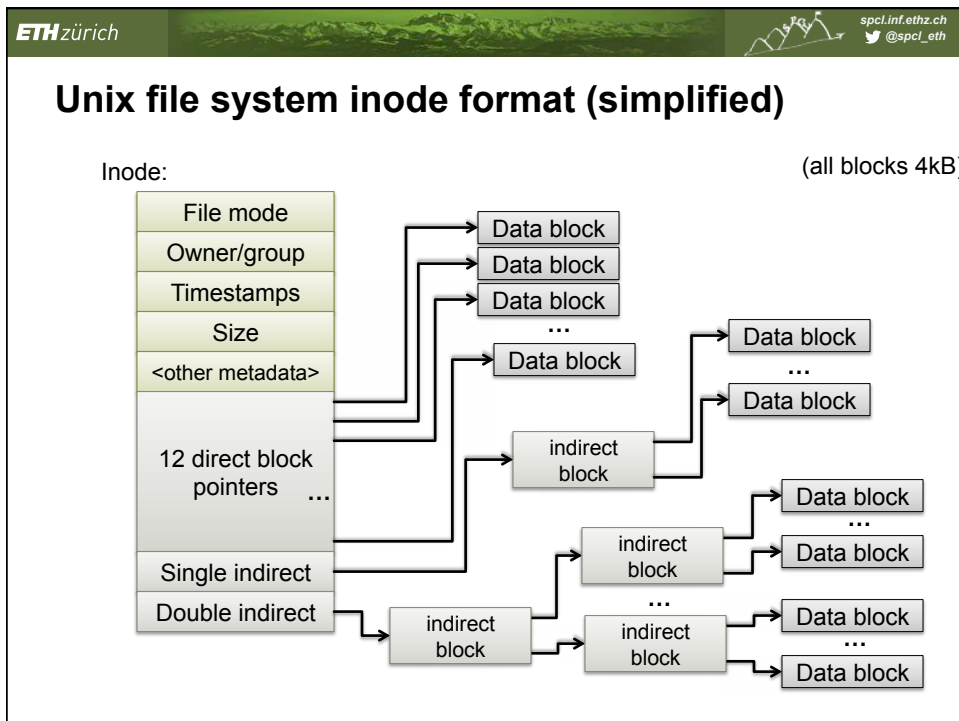 ETH zürich
spcl.inf.ethz.ch
@spcl_eth
Unix file system inode format (simplified)
Inode:
(all blocks 4kB)
File mode
Owner/group
Timestamps
Size
<other metadata>
12 direct block
pointers
...
Single indirect
Double indirect
Data block
Data block
Data block
...
Data block
indirect
block
Data block
...
Data block
indirect
block
indirect
block
...
indirect
block
Data block
...
Data block
Data block
...
Data block